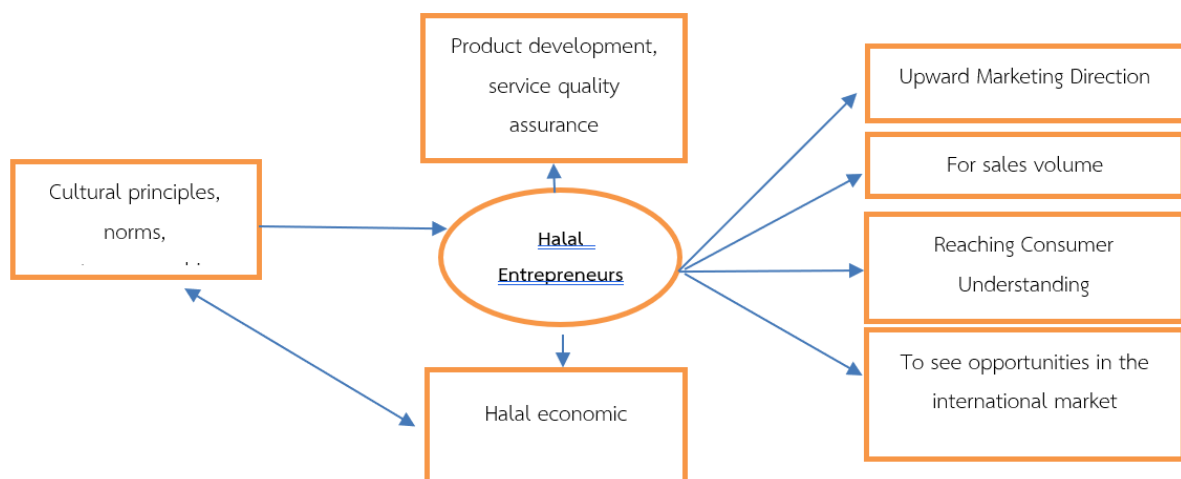 Product development,
service quality
assurance
Upward Marketing Direction
For sales volume
Cultural principles,
norms,
Halal
Entrepreneurs
Reaching Consumer
Understanding
To see opportunities in the
international market
Halal economic